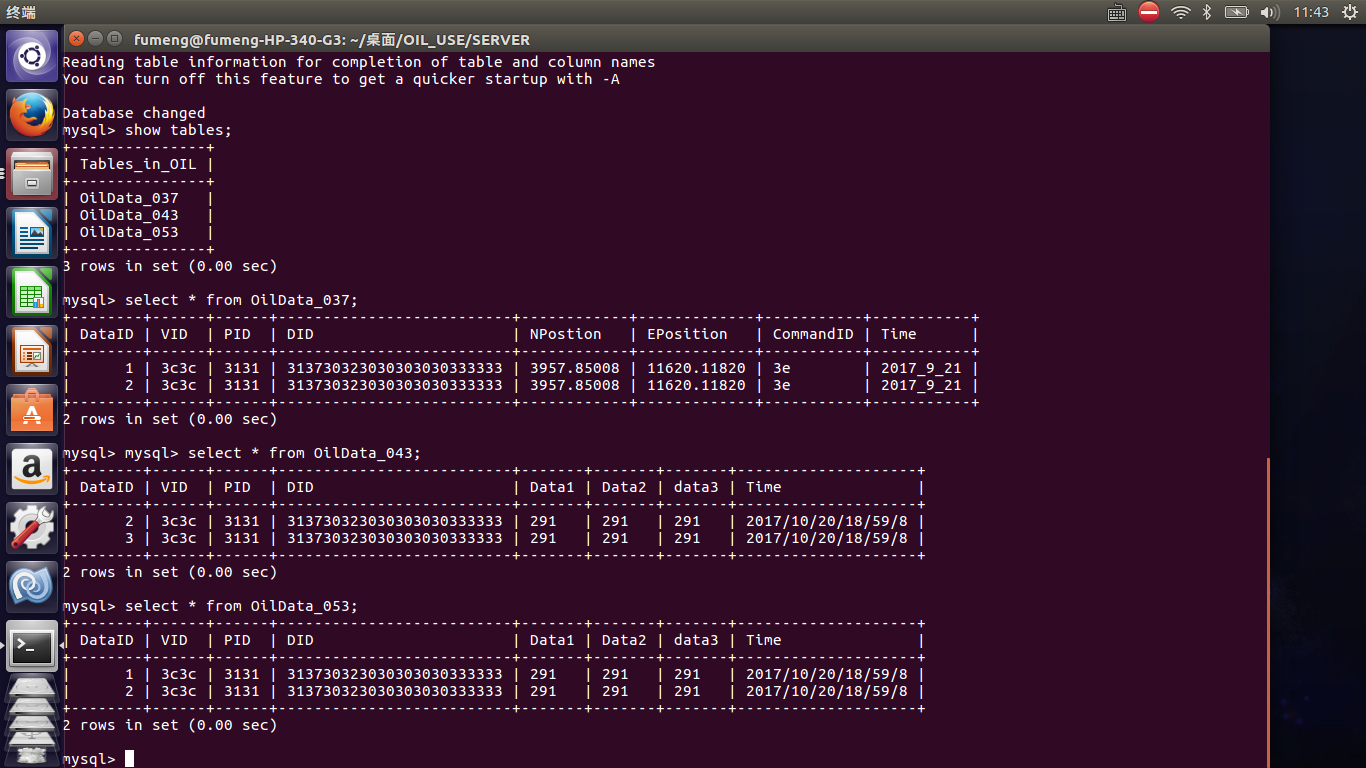 终端
11:43
fumeng@fumeng-HP-340-G3: ~/桌面/OIL_USE/SERVER
Reading table information for completion of table and column names
You can turn off this feature to get a quicker startup with -A
Database changed
mysql> show tables;
+---------------+
| Tables_in_OIL |
+---------------+
| OilData_037   |
| OilData_043   |
| OilData_053   |
+---------------+
3 rows in set (0.00 sec)
mysql> select * from OilData_037;
+--------+------+------+--------------------------+------------+-------------+-----------+-----------+
| DataID | VID  | PID  | DID                      | NPostion   | EPosition   | CommandID | Time      |
+--------+------+------+--------------------------+------------+-------------+-----------+-----------+
|      1 | 3c3c | 3131 | 313730323030303030333333 | 3957.85008 | 11620.11820 | 3e        | 2017_9_21 |
|      2 | 3c3c | 3131 | 313730323030303030333333 | 3957.85008 | 11620.11820 | 3e        | 2017_9_21 |
+--------+------+------+--------------------------+------------+-------------+-----------+-----------+
2 rows in set (0.00 sec)
mysql> mysql> select * from OilData_043;
+--------+------+------+--------------------------+-------+-------+-------+--------------------+
| DataID | VID  | PID  | DID                      | Data1 | Data2 | data3 | Time               |
+--------+------+------+--------------------------+-------+-------+-------+--------------------+
|      2 | 3c3c | 3131 | 313730323030303030333333 | 291   | 291   | 291   | 2017/10/20/18/59/8 |
|      3 | 3c3c | 3131 | 313730323030303030333333 | 291   | 291   | 291   | 2017/10/20/18/59/8 |
+--------+------+------+--------------------------+-------+-------+-------+--------------------+
2 rows in set (0.00 sec)
mysql> select * from OilData_053;
+--------+------+------+--------------------------+-------+-------+-------+--------------------+
| DataID | VID  | PID  | DID                      | Data1 | Data2 | data3 | Time               |
+--------+------+------+--------------------------+-------+-------+-------+--------------------+
|      1 | 3c3c | 3131 | 313730323030303030333333 | 291   | 291   | 291   | 2017/10/20/18/59/8 |
|      2 | 3c3c | 3131 | 313730323030303030333333 | 291   | 291   | 291   | 2017/10/20/18/59/8 |
+--------+------+------+--------------------------+-------+-------+-------+--------------------+
2 rows in set (0.00 sec)
mysql>